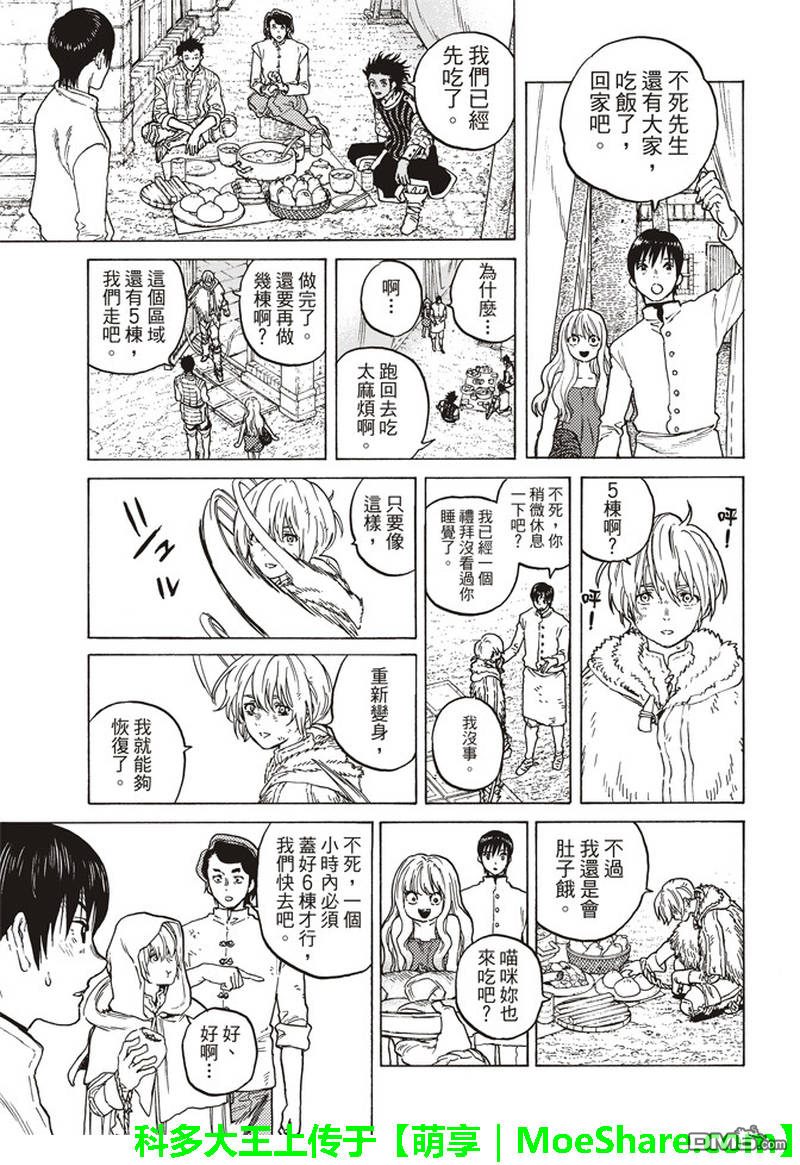 不死先生
還有大家，
吃飯了，
回家吧。
我們已經
先吃了。
為什麼…
啊…
跑回去吃
太麻煩啊。
做完了。
還要再做
幾棟啊？
這個區域
還有5棟，
我們走吧。
5棟啊？
呼！
呼！
不死，你
稍微休息
一下吧？
我已經一個
禮拜沒看過你
睡覺了。
我沒事。
只要像
這樣，
重新變身，
我就能夠
恢復了。
不過
我還是會
肚子餓。
喵咪妳也
來吃吧？
不死，一個
小時內必須
蓋好6棟才行，
我們快去吧。
好、
好啊…
科多大王上传于【萌享｜MoeShare.com】
DM5.com